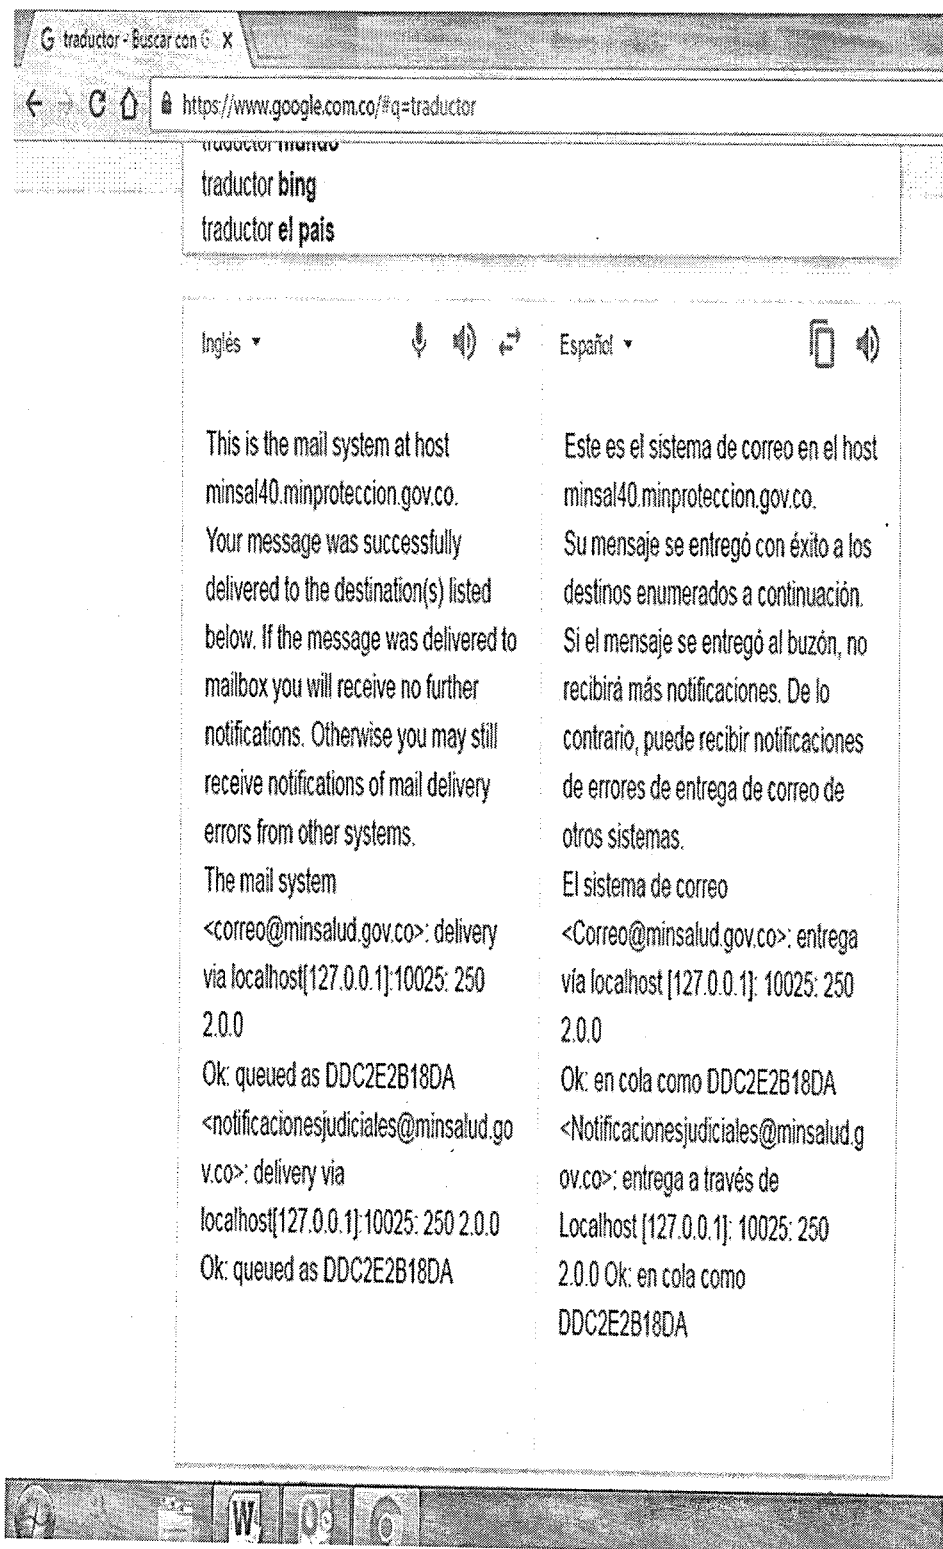 G traductor - Buscar con G X
https://www.google.com.co/#q=traductor
traductor mundo
traductor bing
traductor el pais
Inglés
Español
This is the mail system at host
minsal40.minproteccion.gov.co.
Your message was successfully
delivered to the destination(s) listed
below. If the message was delivered to
mailbox you will receive no further
notifications. Otherwise you may still
receive notifications of mail delivery
errors from other systems.
The mail system
<correo@minsalud.gov.co>: delivery
via localhost[127.0.0.1]:10025: 250
2.0.0
Ok: queued as DDC2E2B18DA
<notificacionesjudiciales@minsalud.go
v.co>: delivery via
localhost[127.0.0.1]:10025: 250 2.0.0
Ok: queued as DDC2E2B18DA
Este es el sistema de correo en el host
minsal40.minproteccion.gov.co.
Su mensaje se entregó con éxito a los
destinos enumerados a continuación.
Si el mensaje se entregó al buzón, no
recibirá más notificaciones. De lo
contrario, puede recibir notificaciones
de errores de entrega de correo de
otros sistemas.
El sistema de correo
<Correo@minsalud.gov.co>: entrega
vía localhost [127.0.0.1]: 10025: 250
2.0.0
Ok: en cola como DDC2E2B18DA
<Notificacionesjudiciales@minsalud.g
ov.co>: entrega a través de
Localhost [127.0.0.1]: 10025: 250
2.0.0 Ok: en cola como
DDC2E2B18DA
W